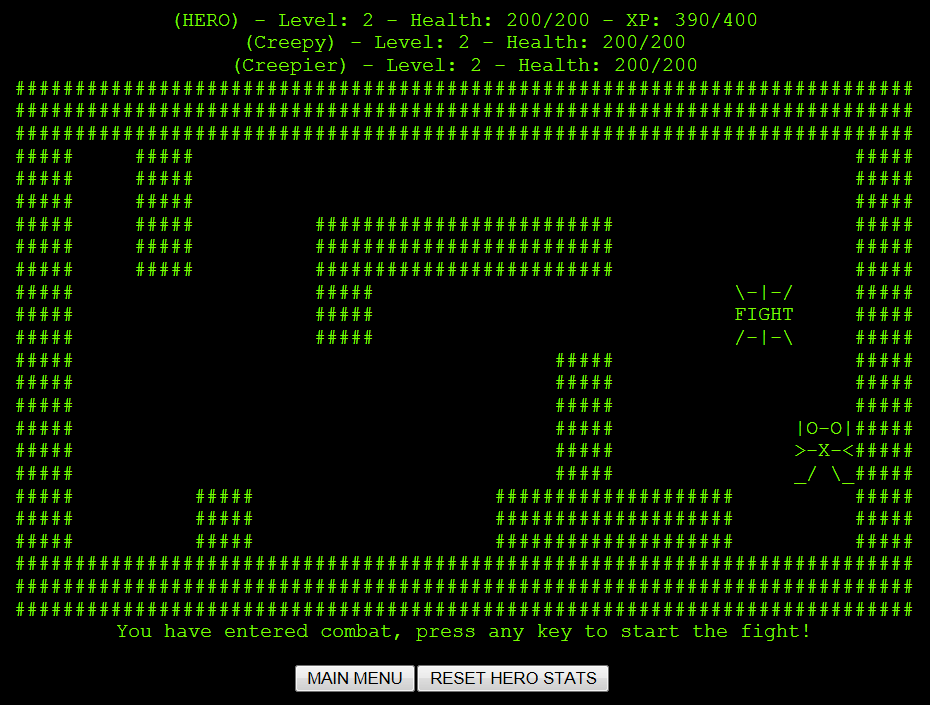 (HERO) - Level: 2 - Health: 200/200 - XP: 390/400
(Creepy) - Level: 2 - Health: 200/200
(Creepier) - Level: 2 - Health: 200/200
FIGHT
You have entered combat, press any key to start the fight!
MAIN MENU
RESET HERO STATS